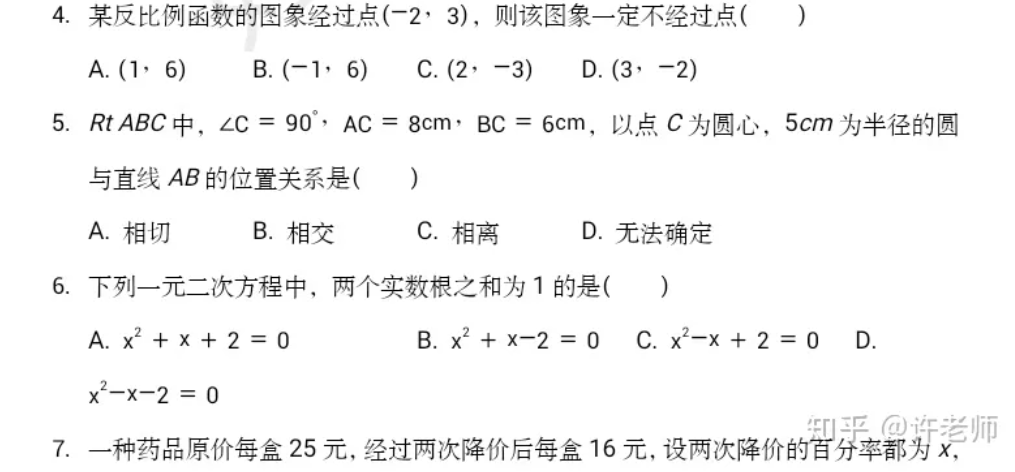 4. 某反比例函数的图象经过点(－2，3)，则该图象一定不经过点(　　)
A. (1，6)　B. (－1，6)　C. (2，－3)　D. (3，－2)
5. Rt ABC 中，∠C = 90°，AC = 8cm，BC = 6cm，以点 C 为圆心，5cm 为半径的圆
与直线 AB 的位置关系是(　　)
A. 相切　B. 相交　C. 相离　D. 无法确定
6. 下列一元二次方程中，两个实数根之和为 1 的是(　　)
A. x² + x + 2 = 0　B. x² + x－2 = 0　C. x²－x + 2 = 0　D.
x²－x－2 = 0
7. 一种药品原价每盒 25 元，经过两次降价后每盒 16 元，设两次降价的百分率都为 x，
知乎 @许老师